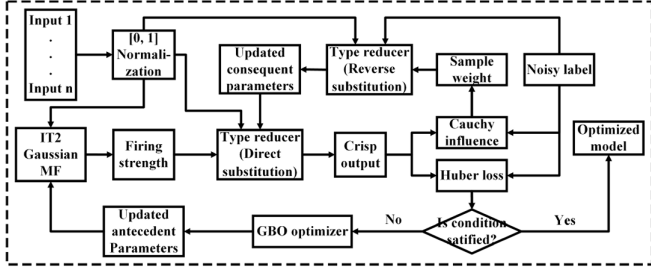 Input 1
.
.
.
Input n
[0, 1]
Normali-
zation
Updated
consequent
parameters
Type reducer
(Reverse
substitution)
Sample
weight
Noisy label
IT2
Gaussian
MF
Firing
strength
Type reducer
(Direct
substitution)
Crisp
output
Cauchy
influence
Huber loss
Optimized
model
Updated
antecedent
Parameters
GBO optimizer
No
Is condition
satified?
Yes